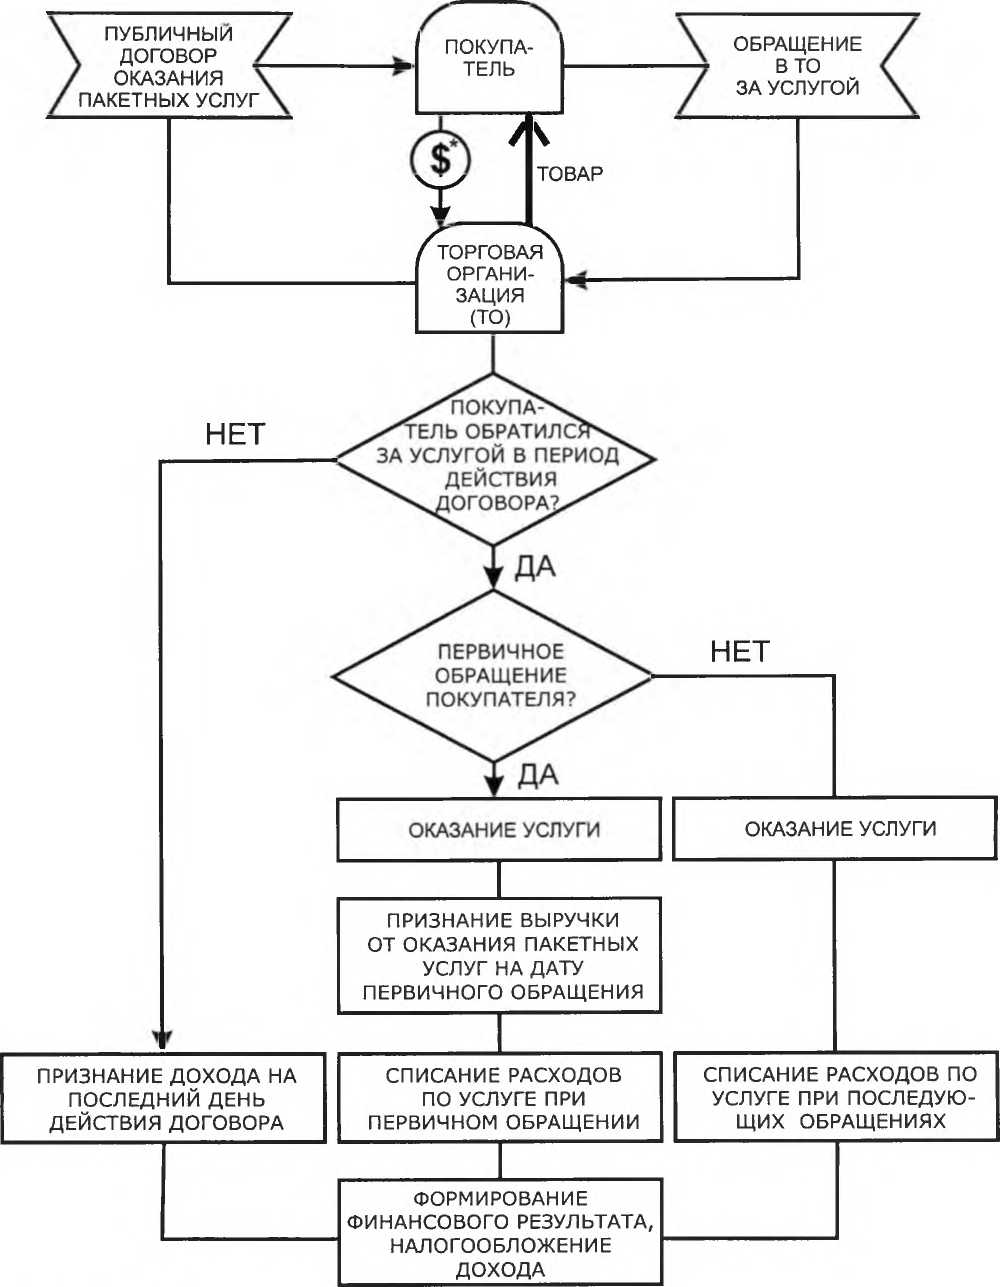 ПУБЛИЧНЫЙ
ДОГОВОР
ОКАЗАНИЯ
ПАКЕТНЫХ УСЛУГ
ПОКУПА-
ТЕЛЬ
ОБРАЩЕНИЕ
В ТО
ЗА УСЛУГОЙ
$*
ТОВАР
ТОРГОВАЯ
ОРГАНИ-
ЗАЦИЯ
(ТО)
ПОКУПА-
ТЕЛЬ ОБРАТИЛСЯ
ЗА УСЛУГОЙ В ПЕРИОД
ДЕЙСТВИЯ
ДОГОВОРА?
НЕТ
ДА
ПЕРВИЧНОЕ
ОБРАЩЕНИЕ
ПОКУПАТЕЛЯ?
НЕТ
ДА
ОКАЗАНИЕ УСЛУГИ
ОКАЗАНИЕ УСЛУГИ
ПРИЗНАНИЕ ВЫРУЧКИ
ОТ ОКАЗАНИЯ ПАКЕТНЫХ
УСЛУГ НА ДАТУ
ПЕРВИЧНОГО ОБРАЩЕНИЯ
ПРИЗНАНИЕ ДОХОДА НА
ПОСЛЕДНИЙ ДЕНЬ
ДЕЙСТВИЯ ДОГОВОРА
СПИСАНИЕ РАСХОДОВ
ПО УСЛУГЕ ПРИ
ПЕРВИЧНОМ ОБРАЩЕНИИ
СПИСАНИЕ РАСХОДОВ ПО
УСЛУГЕ ПРИ ПОСЛЕДУЮ-
ЩИХ ОБРАЩЕНИЯХ
ФОРМИРОВАНИЕ
ФИНАНСОВОГО РЕЗУЛЬТАТА,
НАЛОГООБЛОЖЕНИЕ
ДОХОДА